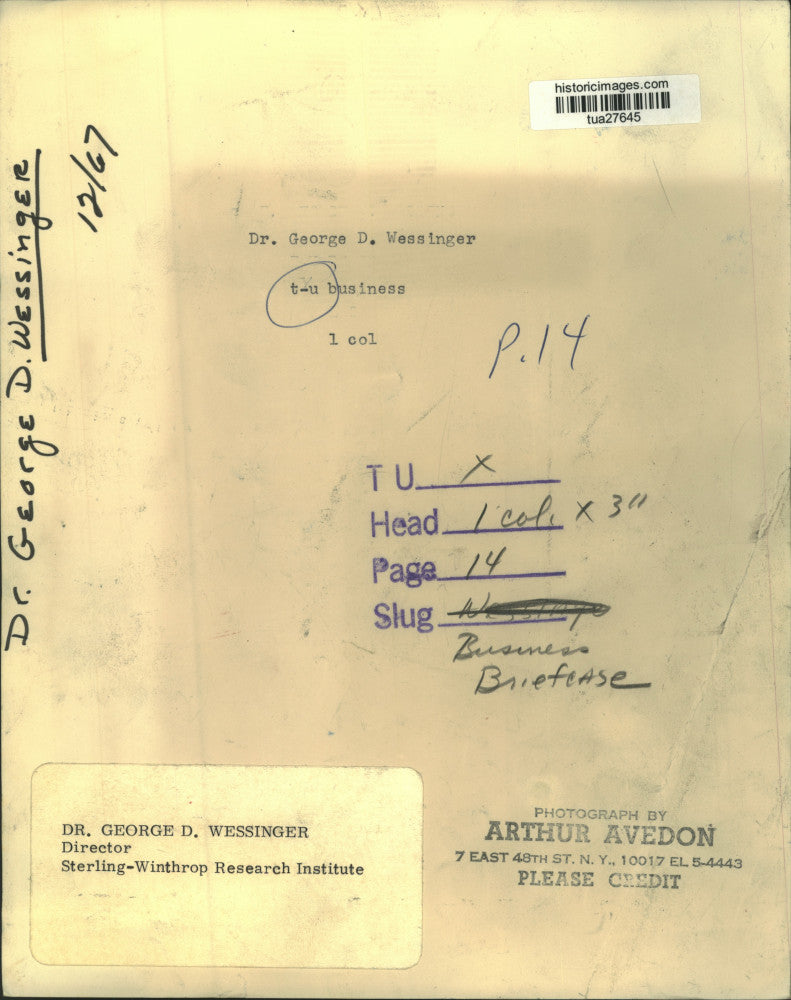 historicimages.com
tua27645
Dr. George D. Wessinger
12/67
Dr. George D. Wessinger
t-u business
1 col
P.14
T U X
Head 1 col. x 3"
Page 14
Slug
Business
Briefcase
DR. GEORGE D. WESSINGER
Director
Sterling-Winthrop Research Institute
PHOTOGRAPH BY
ARTHUR AVEDON
7 EAST 48TH ST. N. Y., 10017 EL 5-4443
PLEASE CREDIT